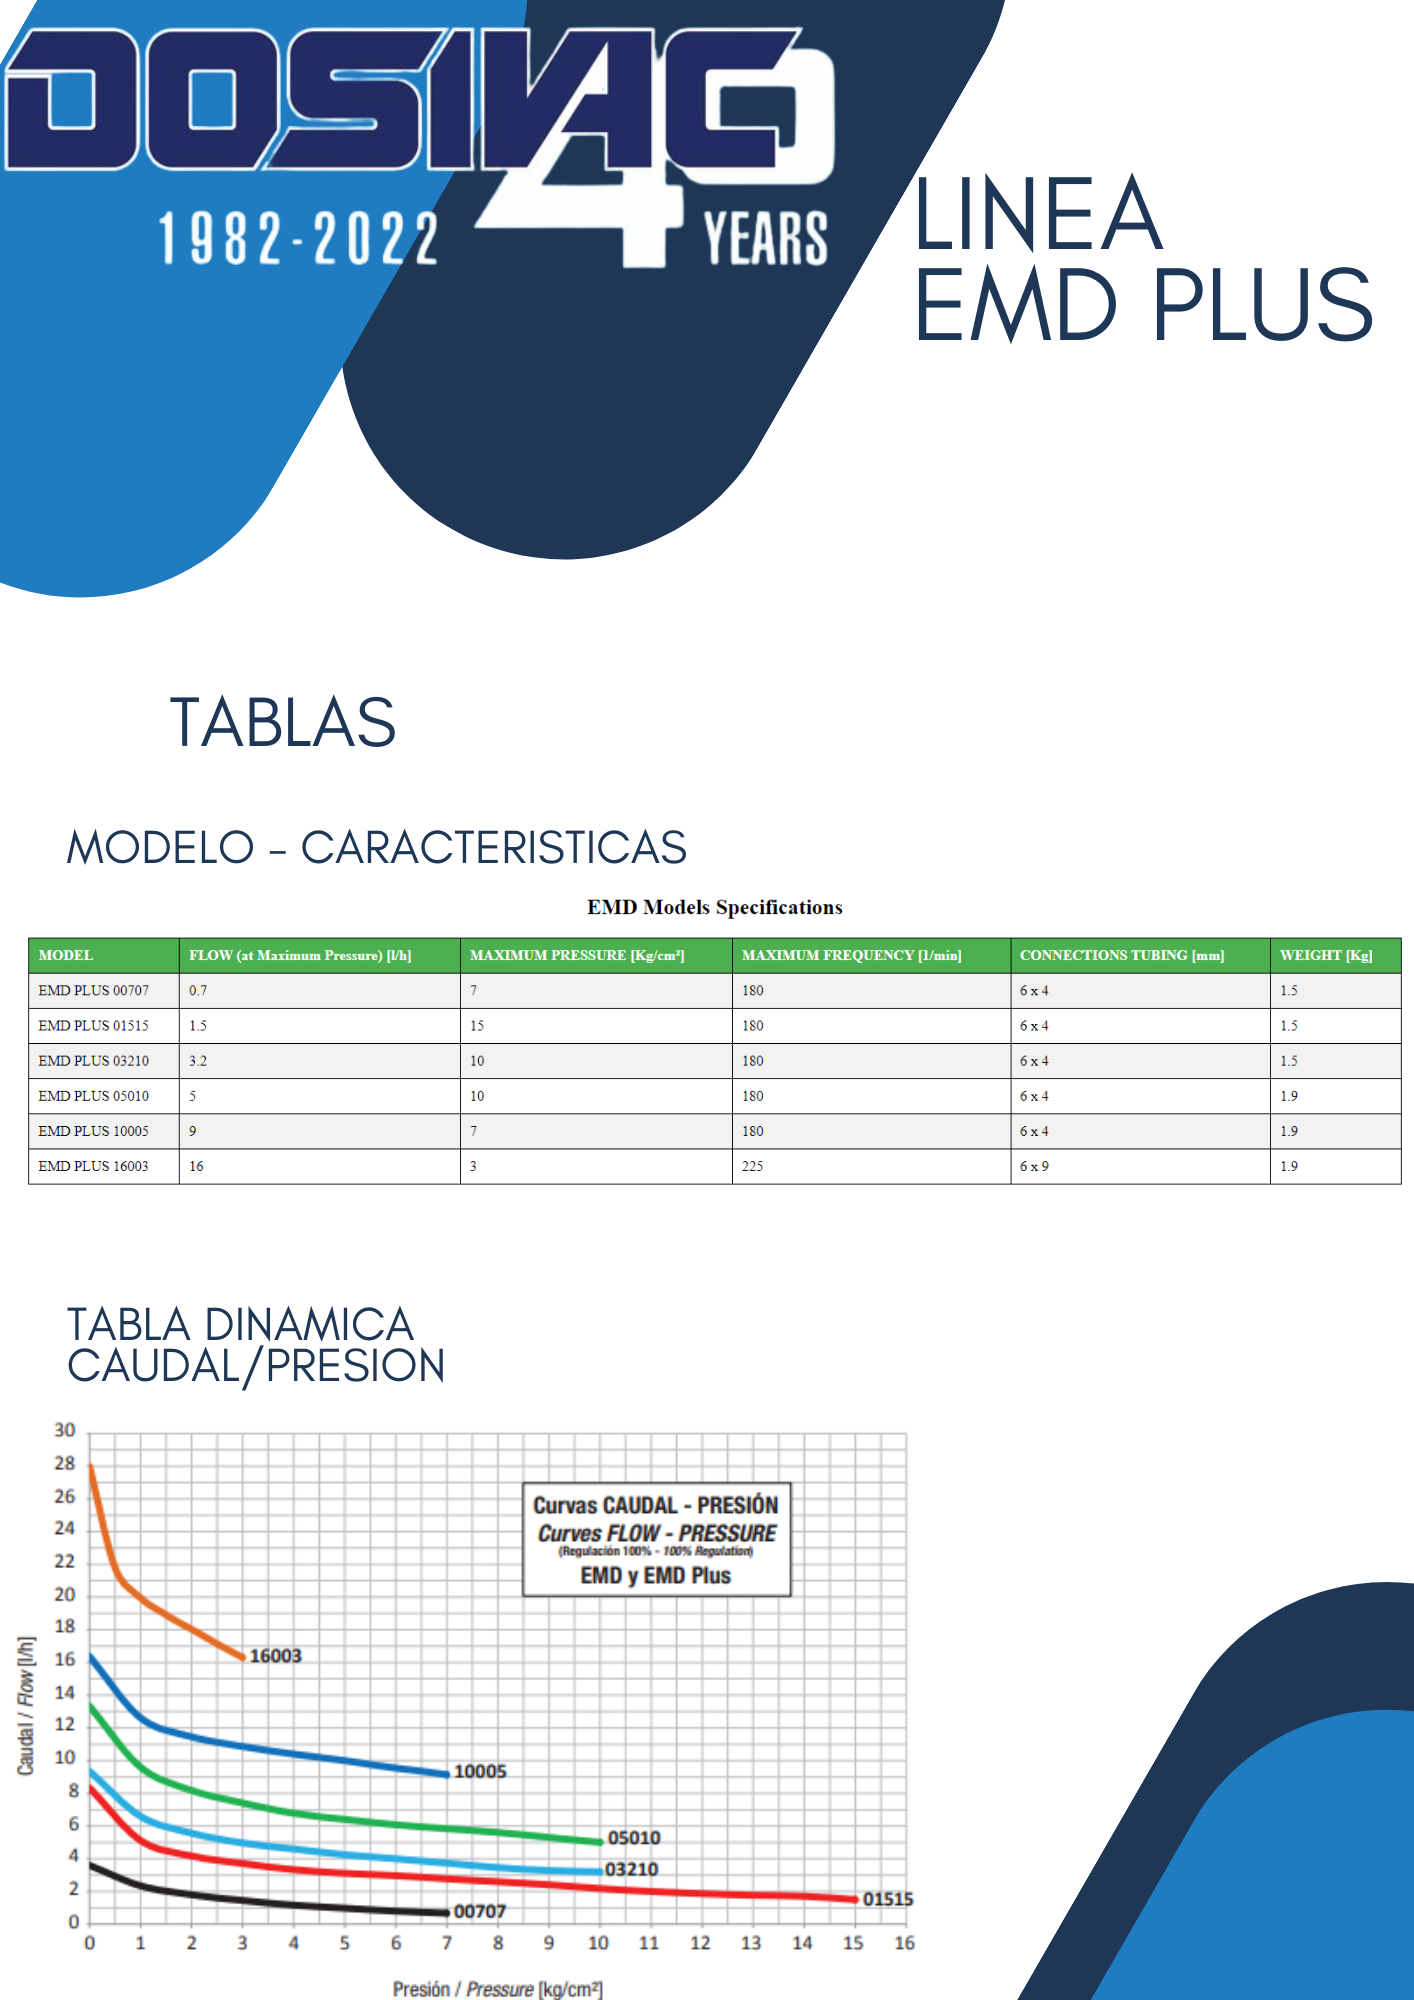 DOSIVAC
40
1982-2022 YEARS
LINEA
EMD PLUS
TABLAS
MODELO - CARACTERISTICAS
EMD Models Specifications
MODEL FLOW (at Maximum Pressure) [l/h] MAXIMUM PRESSURE [Kg/cm²] MAXIMUM FREQUENCY [1/min] CONNECTIONS TUBING [mm] WEIGHT [Kg]
EMD PLUS 00707 0.7 7 180 6 x 4 1.5
EMD PLUS 01515 1.5 15 180 6 x 4 1.5
EMD PLUS 03210 3.2 10 180 6 x 4 1.5
EMD PLUS 05010 5 10 180 6 x 4 1.9
EMD PLUS 10005 9 7 180 6 x 4 1.9
EMD PLUS 16003 16 3 225 6 x 9 1.9
TABLA DINAMICA
CAUDAL/PRESION
30
28
26
24
22
20
18
16
14
12
10
8
6
4
2
0
Caudal / Flow [l/h]
Curvas CAUDAL - PRESIÓN
Curves FLOW - PRESSURE
(Regulación 100% - 100% Regulation)
EMD y EMD Plus
16003
10005
05010
03210
01515
00707
0 1 2 3 4 5 6 7 8 9 10 11 12 13 14 15 16
Presión / Pressure [kg/cm²]